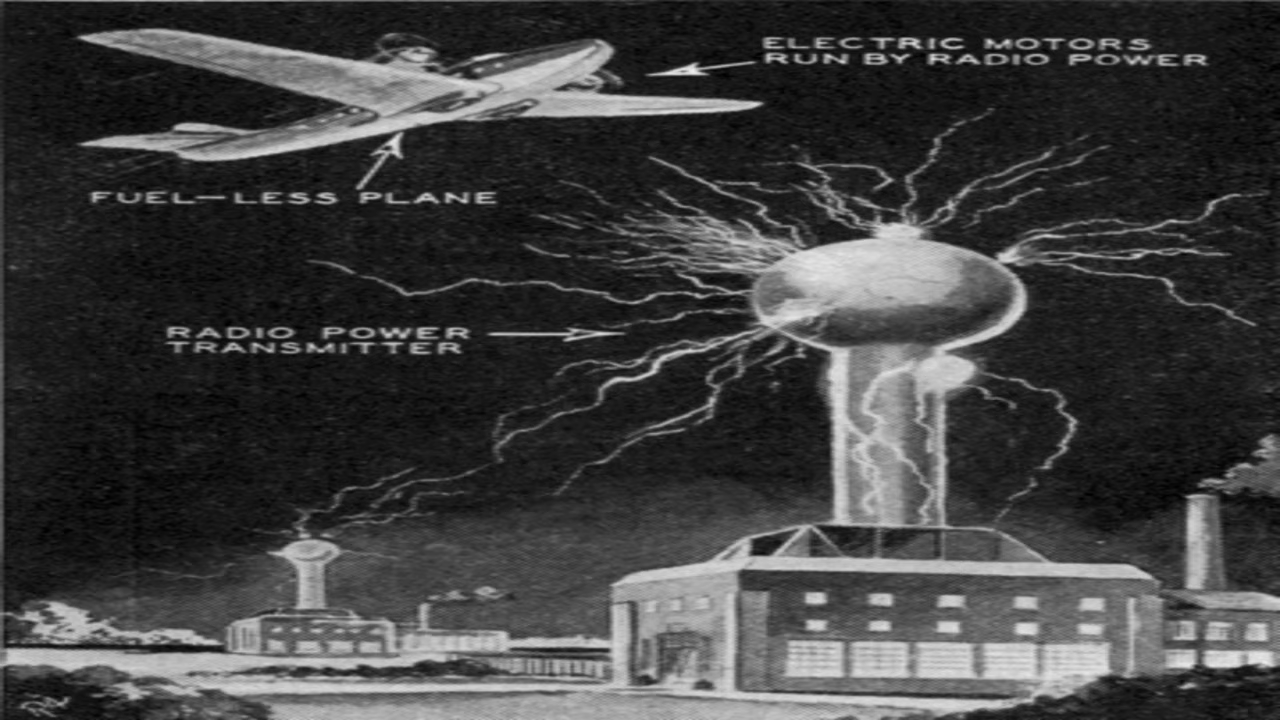 ELECTRIC MOTORS
RUN BY RADIO POWER
FUEL-LESS PLANE
RADIO POWER
TRANSMITTER